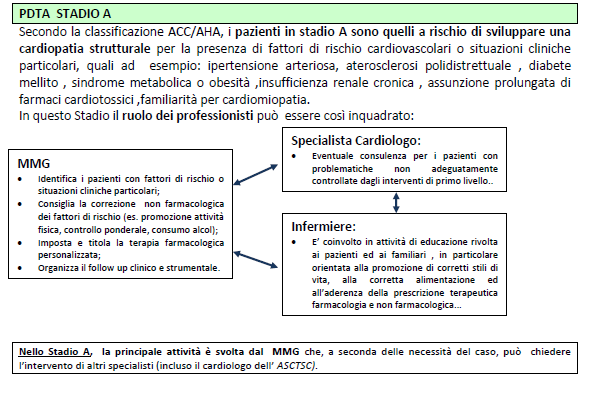 PDTA STADIO A
Secondo la classificazione ACC/AHA, i pazienti in stadio A sono quelli a rischio di sviluppare una
cardiopatia strutturale per la presenza di fattori di rischio cardiovascolari o situazioni cliniche
particolari, quali ad esempio: ipertensione arteriosa, aterosclerosi polidistrettuale , diabete
mellito , sindrome metabolica o obesità ,insufficienza renale cronica , assunzione prolungata di
farmaci cardiotossici ,familiarità per cardiomiopatia.
In questo Stadio il ruolo dei professionisti può essere così inquadrato:
MMG
• Identifica i pazienti con fattori di rischio o
situazioni cliniche particolari;
• Consiglia la correzione non farmacologica
dei fattori di rischio (es. promozione attività
fisica, controllo ponderale, consumo alcol);
• Imposta e titola la terapia farmacologica
personalizzata;
• Organizza il follow up clinico e strumentale.
Specialista Cardiologo:
• Eventuale consulenza per i pazienti con
problematiche non adeguatamente
controllate dagli interventi di primo livello..
Infermiere:
• E' coinvolto in attività di educazione rivolta
ai pazienti ed ai familiari , in particolare
orientata alla promozione di corretti stili di
vita, alla corretta alimentazione ed
all'aderenza della prescrizione terapeutica
farmacologia e non farmacologica...
Nello Stadio A, la principale attività è svolta dal MMG che, a seconda delle necessità del caso, può chiedere
l'intervento di altri specialisti (incluso il cardiologo dell' ASCTSC).